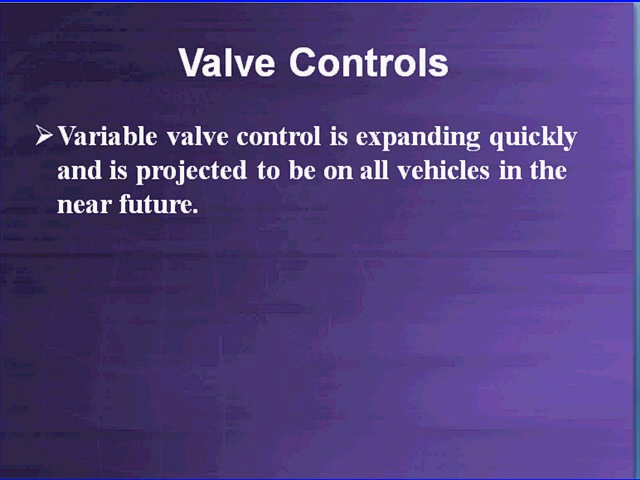 Valve Controls
➢Variable valve control is expanding quickly
and is projected to be on all vehicles in the
near future.